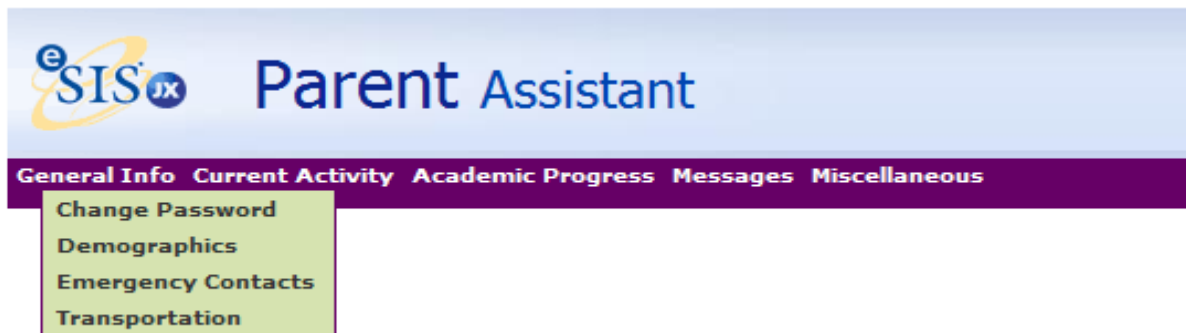 eSIS JX Parent Assistant
General Info Current Activity Academic Progress Messages Miscellaneous
Change Password
Demographics
Emergency Contacts
Transportation